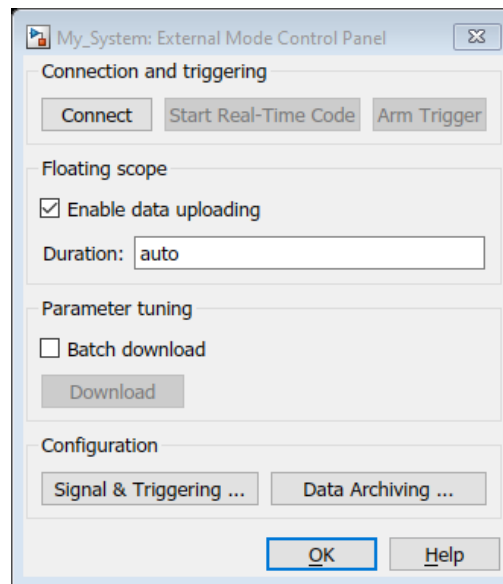 My_System: External Mode Control Panel
Connection and triggering
Connect Start Real-Time Code Arm Trigger
Floating scope
Enable data uploading
Duration: auto
Parameter tuning
Batch download
Download
Configuration
Signal & Triggering ... Data Archiving ...
OK Help